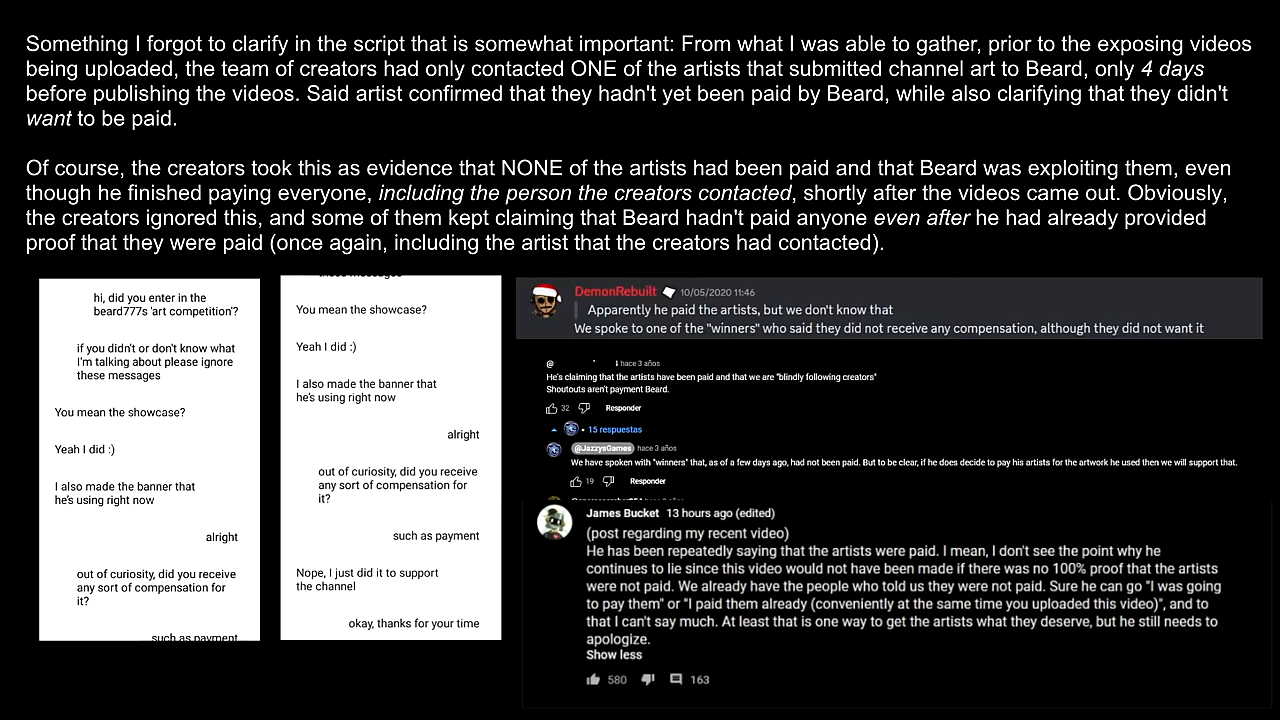 Something I forgot to clarify in the script that is somewhat important: From what I was able to gather, prior to the exposing videos
being uploaded, the team of creators had only contacted ONE of the artists that submitted channel art to Beard, only 4 days
before publishing the videos. Said artist confirmed that they hadn't yet been paid by Beard, while also clarifying that they didn't
want to be paid.
Of course, the creators took this as evidence that NONE of the artists had been paid and that Beard was exploiting them, even
though he finished paying everyone, including the person the creators contacted, shortly after the videos came out. Obviously,
the creators ignored this, and some of them kept claiming that Beard hadn't paid anyone even after he had already provided
proof that they were paid (once again, including the artist that the creators had contacted).
hi, did you enter in the
beard777s 'art competition'?
if you didn't or don't know what
I'm talking about please ignore
these messages
You mean the showcase?
Yeah I did :)
I also made the banner that
he's using right now
alright
out of curiosity, did you receive
any sort of compensation for
it?
such as payment
these messages
You mean the showcase?
Yeah I did :)
I also made the banner that
he's using right now
alright
out of curiosity, did you receive
any sort of compensation for
it?
such as payment
Nope, I just did it to support
the channel
okay, thanks for your time
DemonRebuilt 10/05/2020 11:46
Apparently he paid the artists, but we don't know that
We spoke to one of the "winners" who said they did not receive any compensation, although they did not want it
@ hace 3 años
He's claiming that the artists have been paid and that we are "blindly following creators"
Shoutouts aren't payment Beard.
32 Responder
15 respuestas
@JazzysGames hace 3 años
We have spoken with "winners" that, as of a few days ago, had not been paid. But to be clear, if he does decide to pay his artists for the artwork he used then we will support that.
19 Responder
James Bucket 13 hours ago (edited)
(post regarding my recent video)
He has been repeatedly saying that the artists were paid. I mean, I don't see the point why he
continues to lie since this video would not have been made if there was no 100% proof that the artists
were not paid. We already have the people who told us they were not paid. Sure he can go "I was going
to pay them" or "I paid them already (conveniently at the same time you uploaded this video)", and to
that I can't say much. At least that is one way to get the artists what they deserve, but he still needs to
apologize.
Show less
580 163